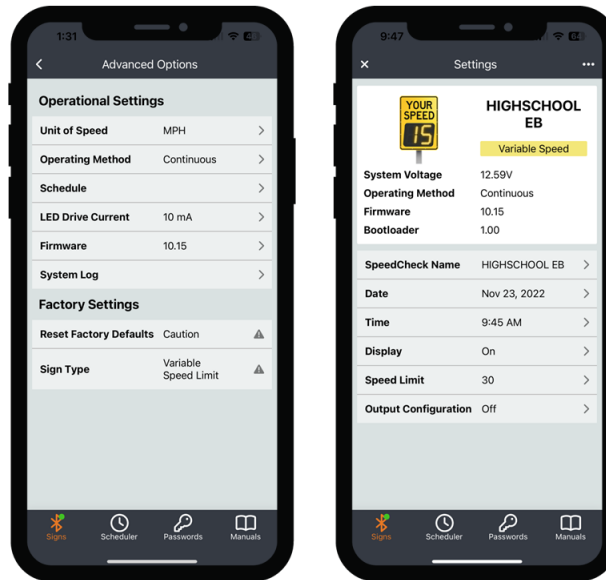 1:31
Advanced Options
Operational Settings
Unit of Speed MPH
Operating Method Continuous
Schedule
LED Drive Current 10 mA
Firmware 10.15
System Log
Factory Settings
Reset Factory Defaults Caution
Sign Type Variable
Speed Limit
Signs Scheduler Passwords Manuals
9:47
Settings
YOUR
SPEED
15
HIGHSCHOOL
EB
Variable Speed
System Voltage 12.59V
Operating Method Continuous
Firmware 10.15
Bootloader 1.00
SpeedCheck Name HIGHSCHOOL EB
Date Nov 23, 2022
Time 9:45 AM
Display On
Speed Limit 30
Output Configuration Off
Signs Scheduler Passwords Manuals